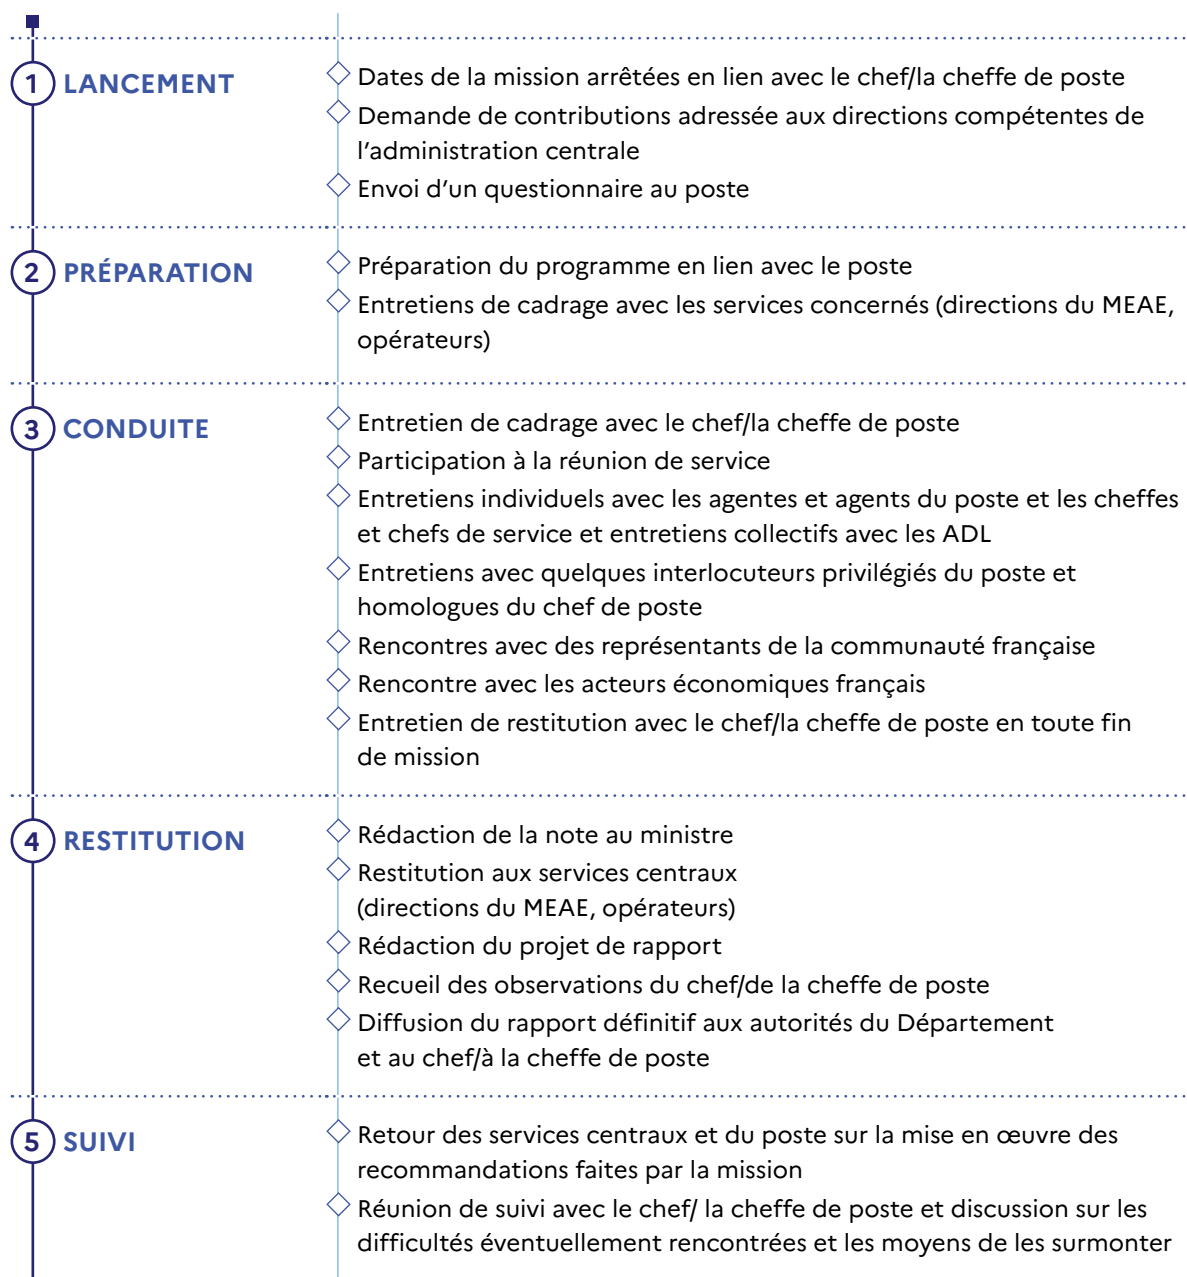 1 LANCEMENT
Dates de la mission arrêtées en lien avec le chef/la cheffe de poste
Demande de contributions adressée aux directions compétentes de
l’administration centrale
Envoi d’un questionnaire au poste
2 PRÉPARATION
Préparation du programme en lien avec le poste
Entretiens de cadrage avec les services concernés (directions du MEAE,
opérateurs)
3 CONDUITE
Entretien de cadrage avec le chef/la cheffe de poste
Participation à la réunion de service
Entretiens individuels avec les agentes et agents du poste et les cheffes
et chefs de service et entretiens collectifs avec les ADL
Entretiens avec quelques interlocuteurs privilégiés du poste et
homologues du chef de poste
Rencontres avec des représentants de la communauté française
Rencontre avec les acteurs économiques français
Entretien de restitution avec le chef/la cheffe de poste en toute fin
de mission
4 RESTITUTION
Rédaction de la note au ministre
Restitution aux services centraux
(directions du MEAE, opérateurs)
Rédaction du projet de rapport
Recueil des observations du chef/de la cheffe de poste
Diffusion du rapport définitif aux autorités du Département
et au chef/à la cheffe de poste
5 SUIVI
Retour des services centraux et du poste sur la mise en œuvre des
recommandations faites par la mission
Réunion de suivi avec le chef/ la cheffe de poste et discussion sur les
difficultés éventuellement rencontrées et les moyens de les surmonter